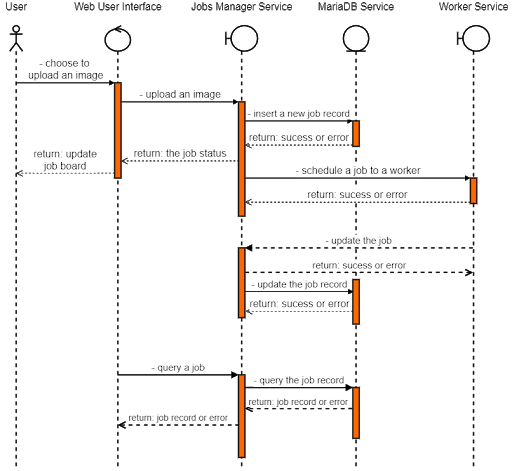 User
Web User Interface
Jobs Manager Service
MariaDB Service
Worker Service
- choose to
upload an image
- upload an image
- insert a new job record
return: sucess or error
return: update
job board
return: the job status
- schedule a job to a worker
return: sucess or error
- update the job
return: sucess or error
- update the job record
return: sucess or error
- query a job
- query the job record
return: job record or error
return: job record or error